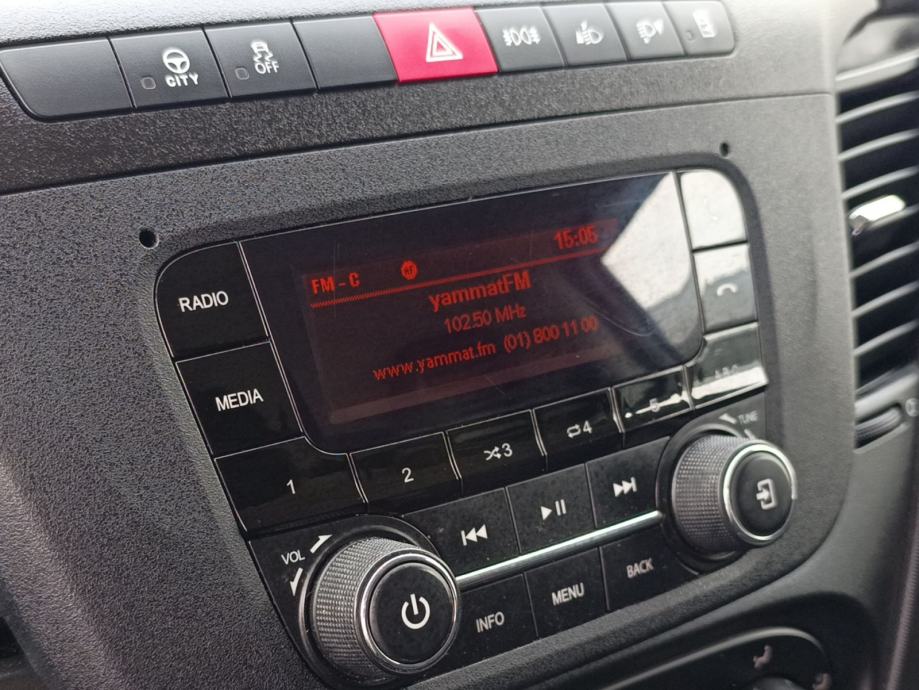 CITY
OFF
15:05
FM - C
yammatFM
102.50 MHz
www.yammat.fm (01) 800 11 00
RADIO
MEDIA
1
2
3
4
5
TUNE
VOL
INFO
MENU
BACK